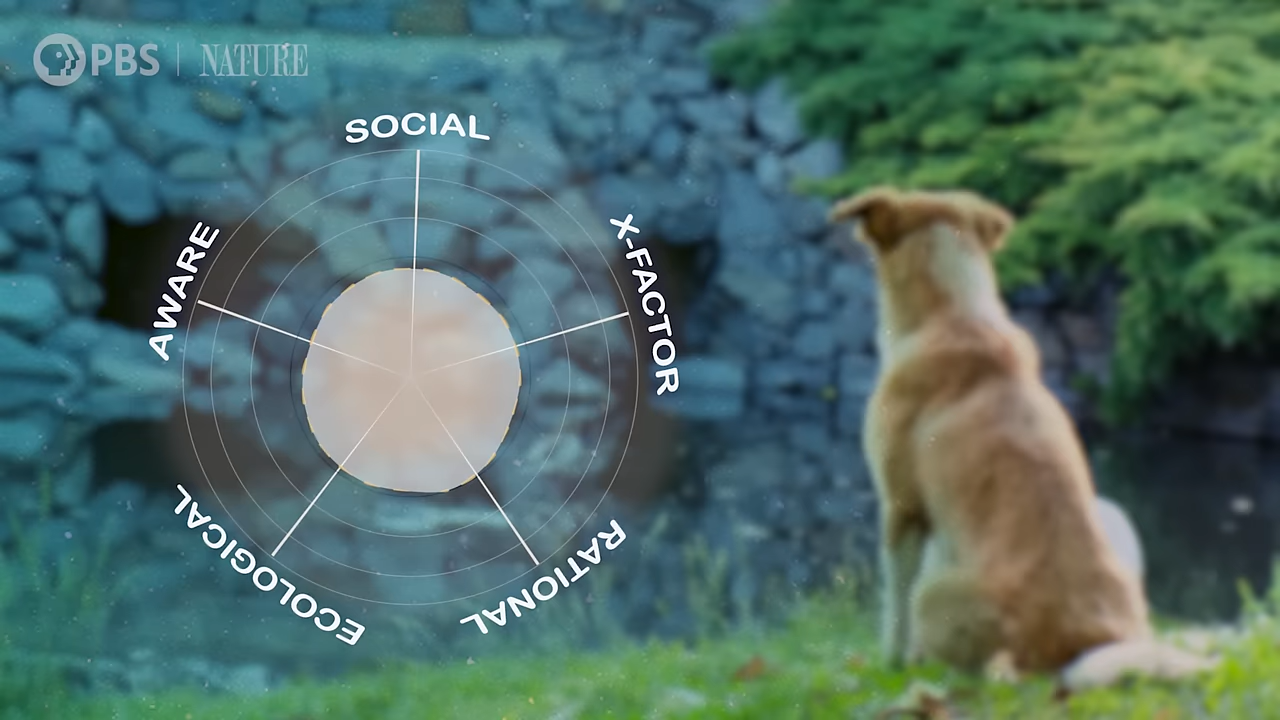 PBS | NATURE
SOCIAL
X-FACTOR
AWARE
ECOLOGICAL
RATIONAL